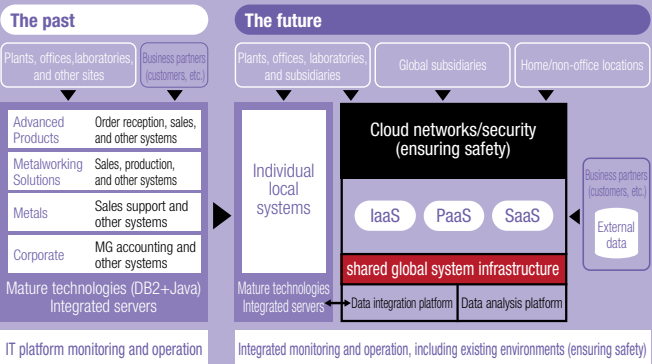 The past
Plants, offices,laboratories,
and other sites
Business partners
(customers, etc.)
Advanced
Products
Order reception, sales,
and other systems
Metalworking
Solutions
Sales, production,
and other systems
Metals
Sales support and
other systems
Corporate
MG accounting and
other systems
Mature technologies (DB2+Java)
Integrated servers
IT platform monitoring and operation
The future
Plants, offices, laboratories,
and subsidiaries
Global subsidiaries
Home/non-office locations
Individual
local
systems
Mature technologies
Integrated servers
Cloud networks/security
(ensuring safety)
IaaS
PaaS
SaaS
shared global system infrastructure
Data integration platform
Data analysis platform
Business partners
(customers, etc.)
External
data
Integrated monitoring and operation, including existing environments (ensuring safety)